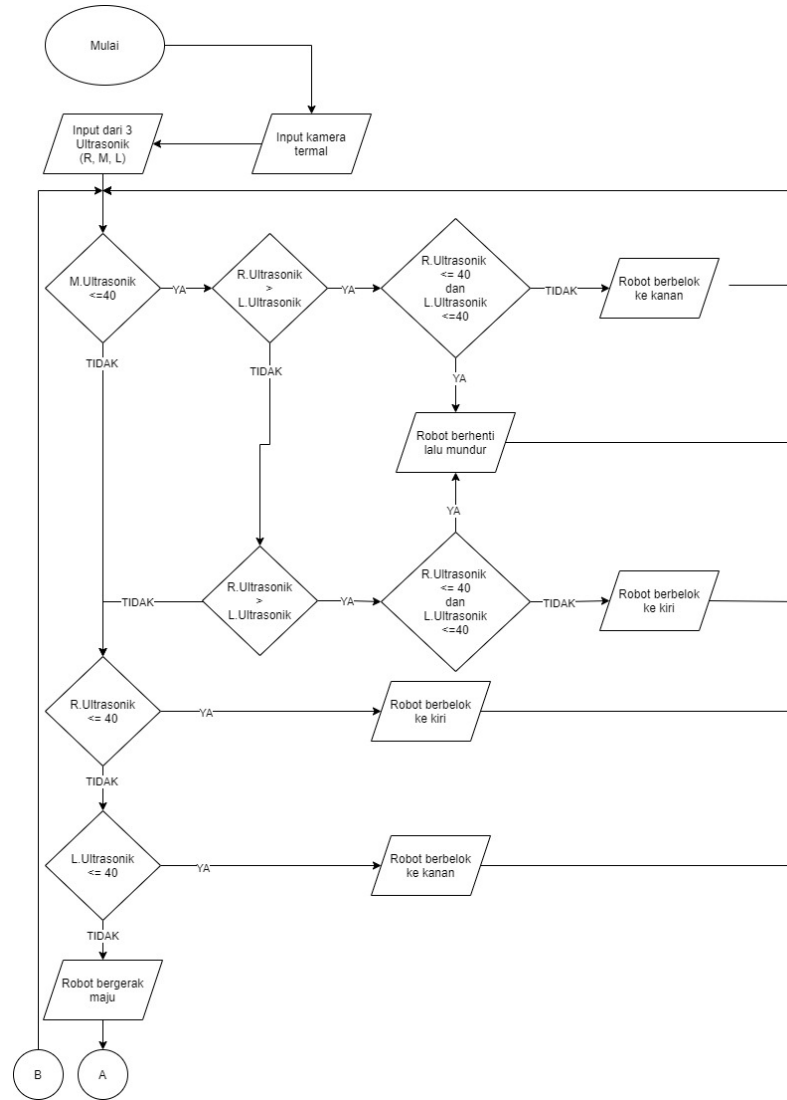 Mulai
Input dari 3
Ultrasonik
(R, M, L)
Input kamera
termal
M.Ultrasonik
<=40
YA
R.Ultrasonik
>
L.Ultrasonik
YA
R.Ultrasonik
<= 40
dan
L.Ultrasonik
<=40
TIDAK
Robot berbelok
ke kanan
TIDAK
TIDAK
YA
Robot berhenti
lalu mundur
YA
TIDAK
R.Ultrasonik
>
L.Ultrasonik
YA
R.Ultrasonik
<= 40
dan
L.Ultrasonik
<=40
TIDAK
Robot berbelok
ke kiri
R.Ultrasonik
<= 40
YA
Robot berbelok
ke kiri
TIDAK
L.Ultrasonik
<= 40
YA
Robot berbelok
ke kanan
TIDAK
Robot bergerak
maju
B
A